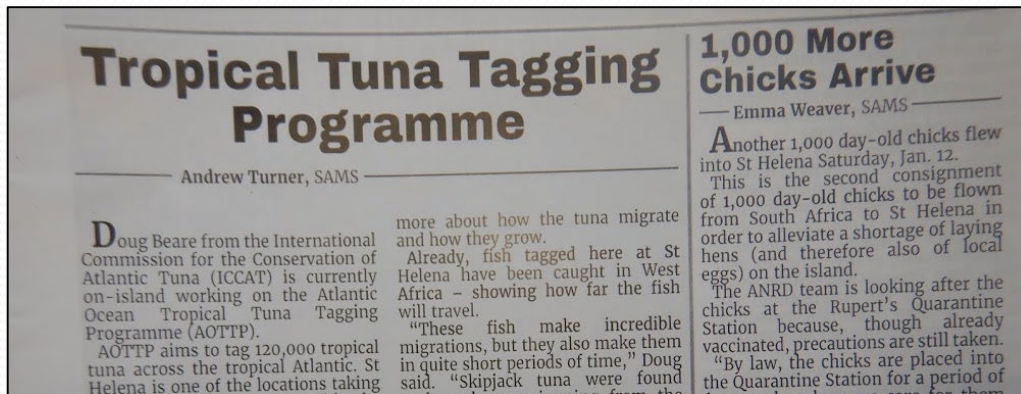 Tropical Tuna Tagging
Programme
Andrew Turner, SAMS
Doug Beare from the International
Commission for the Conservation of
Atlantic Tuna (ICCAT) is currently
on-island working on the Atlantic
Ocean Tropical Tuna Tagging
Programme (AOTTP).
AOTTP aims to tag 120,000 tropical
tuna across the tropical Atlantic. St
Helena is one of the locations taking
more about how the tuna migrate
and how they grow.
Already, fish tagged here at St
Helena have been caught in West
Africa – showing how far the fish
will travel.
“These fish make incredible
migrations, but they also make them
in quite short periods of time,” Doug
said. “Skipjack tuna were found
1,000 More
Chicks Arrive
Emma Weaver, SAMS
Another 1,000 day-old chicks flew
into St Helena Saturday, Jan. 12.
This is the second consignment
of 1,000 day-old chicks to be flown
from South Africa to St Helena in
order to alleviate a shortage of laying
hens (and therefore also of local
eggs) on the island.
The ANRD team is looking after the
chicks at the Rupert's Quarantine
Station because, though already
vaccinated, precautions are still taken.
“By law, the chicks are placed into
the Quarantine Station for a period of